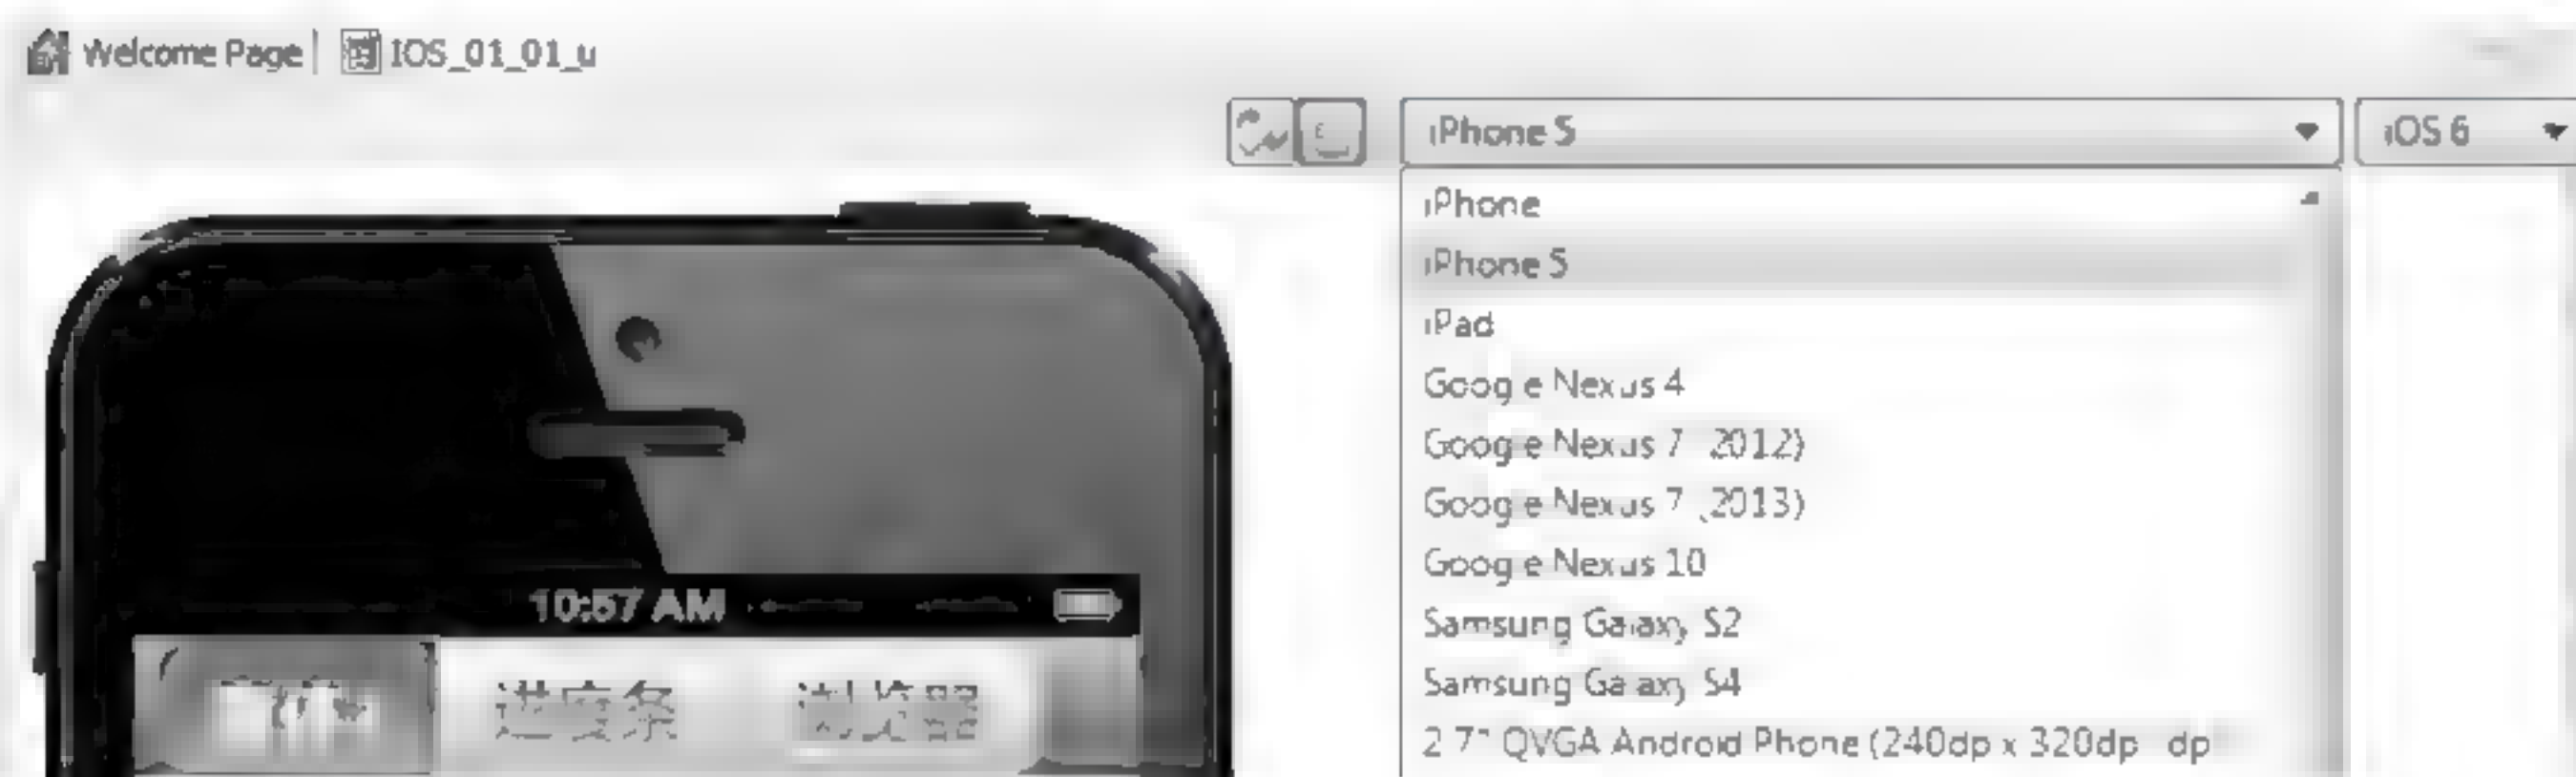 Welcome Page
IOS_01_01_u
iPhone 5
iOS 6
iPhone
iPhone 5
iPad
Google Nexus 4
Google Nexus 7 (2012)
Google Nexus 7 (2013)
Google Nexus 10
Samsung Galaxy S2
Samsung Galaxy S4
2.7" QVGA Android Phone (240dp x 320dp
10:57 AM
进度条